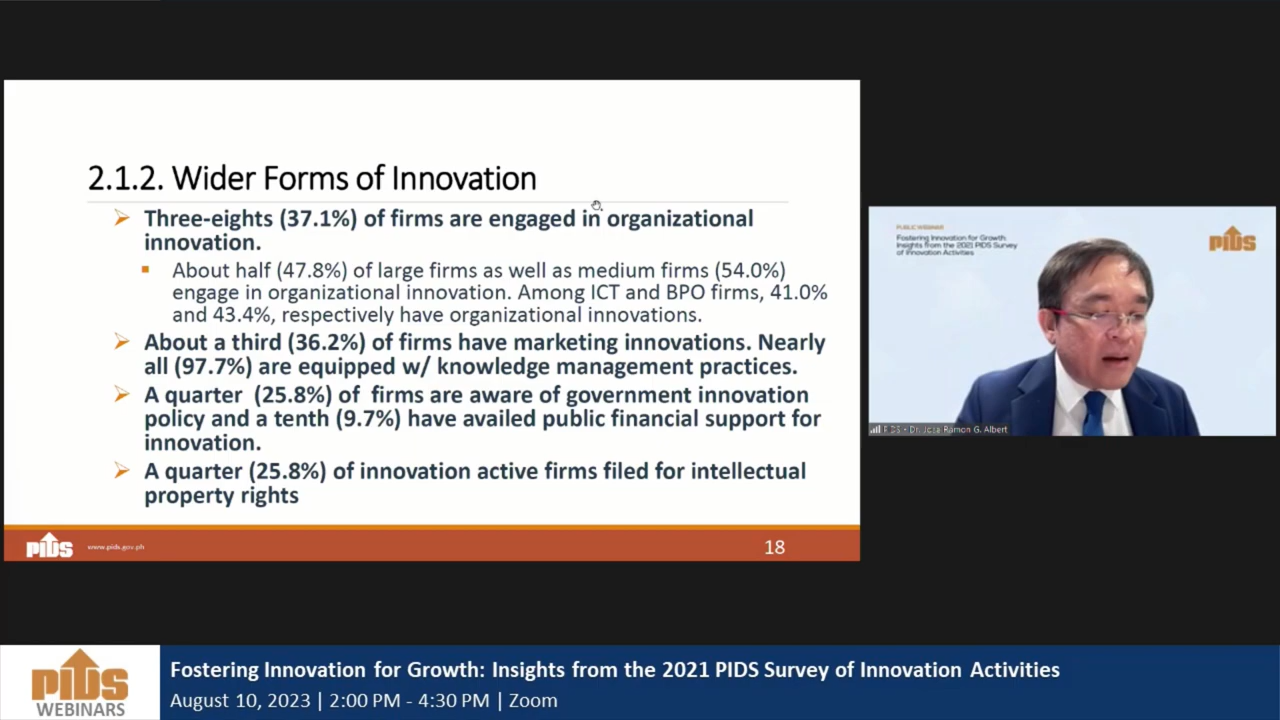 2.1.2. Wider Forms of Innovation
➢ Three-eights (37.1%) of firms are engaged in organizational
innovation.
▪ About half (47.8%) of large firms as well as medium firms (54.0%)
engage in organizational innovation. Among ICT and BPO firms, 41.0%
and 43.4%, respectively have organizational innovations.
➢ About a third (36.2%) of firms have marketing innovations. Nearly
all (97.7%) are equipped w/ knowledge management practices.
➢ A quarter (25.8%) of firms are aware of government innovation
policy and a tenth (9.7%) have availed public financial support for
innovation.
➢ A quarter (25.8%) of innovation active firms filed for intellectual
property rights
PIDS
www.pids.gov.ph
18
PUBLIC WEBINAR
Fostering Innovation for Growth:
Insights from the 2021 PIDS Survey
of Innovation Activities
PIDS
PIDS - Dr. Jose Ramon G. Albert
PIDS
WEBINARS
Fostering Innovation for Growth: Insights from the 2021 PIDS Survey of Innovation Activities
August 10, 2023 | 2:00 PM - 4:30 PM | Zoom